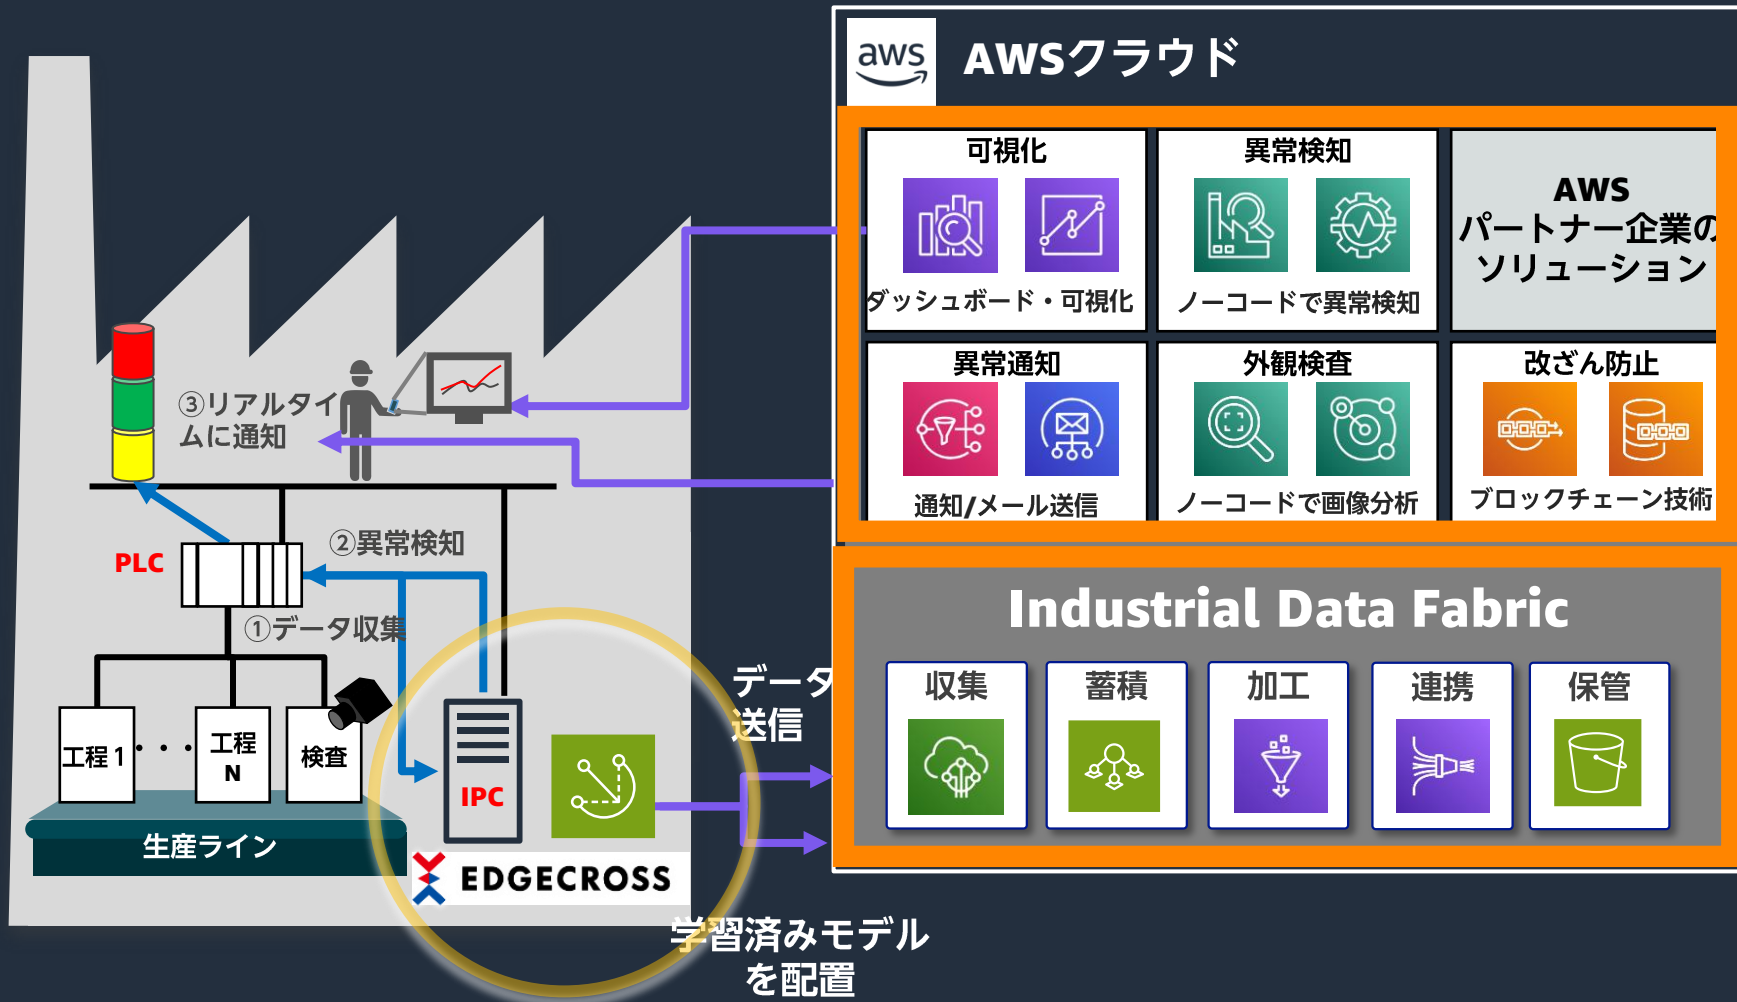 aws
AWSクラウド
可視化
ダッシュボード・可視化
異常検知
ノーコードで異常検知
AWS
パートナー企業の
ソリューション
異常通知
通知/メール送信
外観検査
ノーコードで画像分析
改ざん防止
ブロックチェーン技術
③リアルタイ
ムに通知
PLC
②異常検知
①データ収集
工程１
・・・
工程
N
検査
生産ライン
IPC
EDGECROSS
データ
送信
学習済みモデル
を配置
Industrial Data Fabric
収集
蓄積
加工
連携
保管